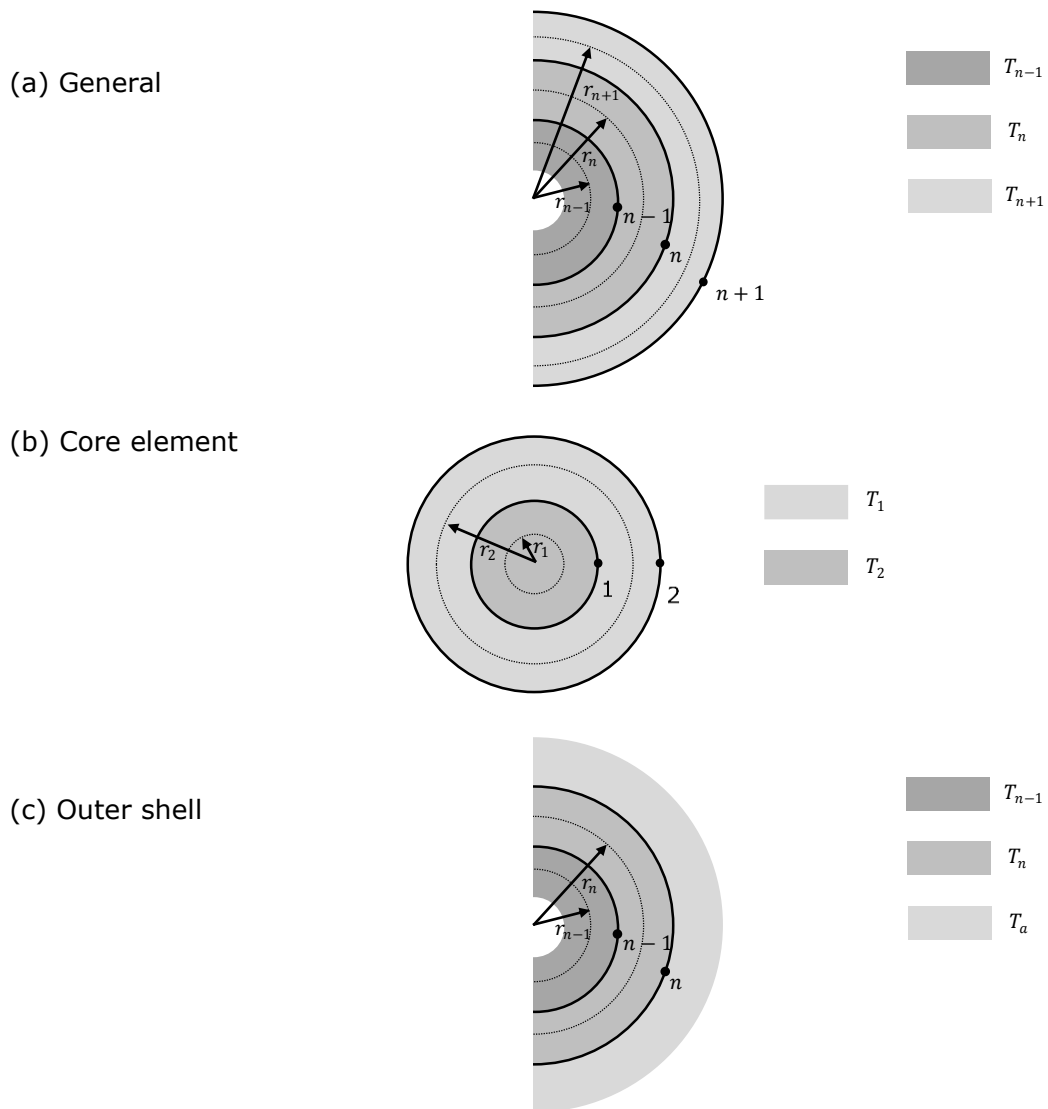 (a) General
r_{n+1}
r_n
r_{n-1}
n − 1
n
n + 1
T_{n-1}
T_n
T_{n+1}
(b) Core element
r_2
r_1
1
2
T_1
T_2
(c) Outer shell
r_n
r_{n-1}
n − 1
n
T_{n-1}
T_n
T_a